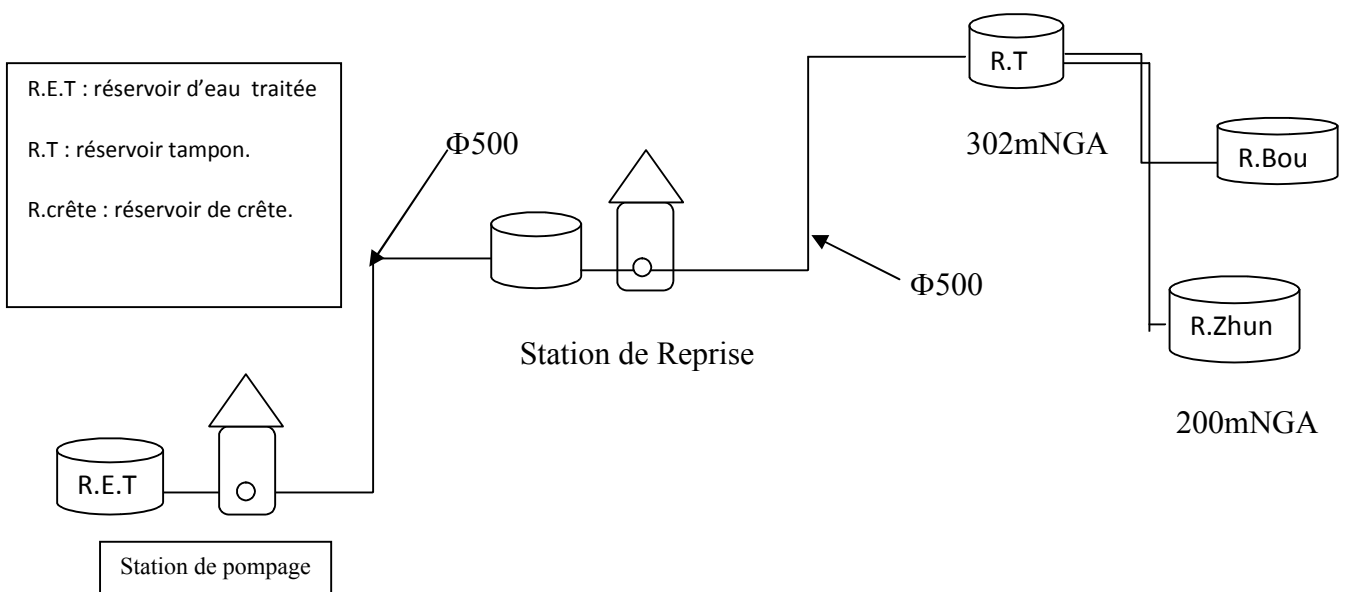 R.E.T : réservoir d'eau  traitée
R.T : réservoir tampon.
R.crête : réservoir de crête.
Φ500
R.T
302mNGA
R.Bou
Φ500
R.Zhun
200mNGA
Station de Reprise
R.E.T
Station de pompage